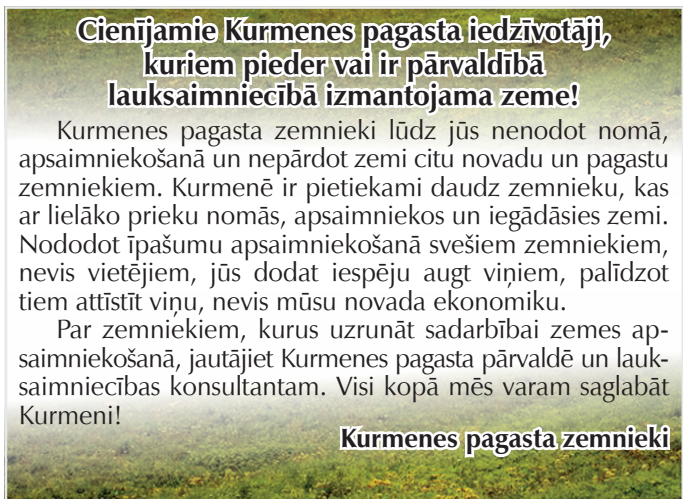 Cienījamie Kurmenes pagasta iedzīvotāji,
kuriem pieder vai ir pārvaldībā
lauksaimniecībā izmantojama zeme!
Kurmenes pagasta zemnieki lūdz jūs nenodot nomā,
apsaimniekošanā un nepārdot zemi citu novadu un pagastu
zemniekiem. Kurmenē ir pietiekami daudz zemnieku, kas
ar lielāko prieku nomās, apsaimniekos un iegādāsies zemi.
Nododot īpašumu apsaimniekošanā svešiem zemniekiem,
nevis vietējiem, jūs dodat iespēju augt viņiem, palīdzot
tiem attīstīt viņu, nevis mūsu novada ekonomiku.
Par zemniekiem, kurus uzrunāt sadarbībai zemes ap-
saimniekošanā, jautājiet Kurmenes pagasta pārvaldē un lauk-
saimniecības konsultantam. Visi kopā mēs varam saglabāt
Kurmeni!
Kurmenes pagasta zemnieki